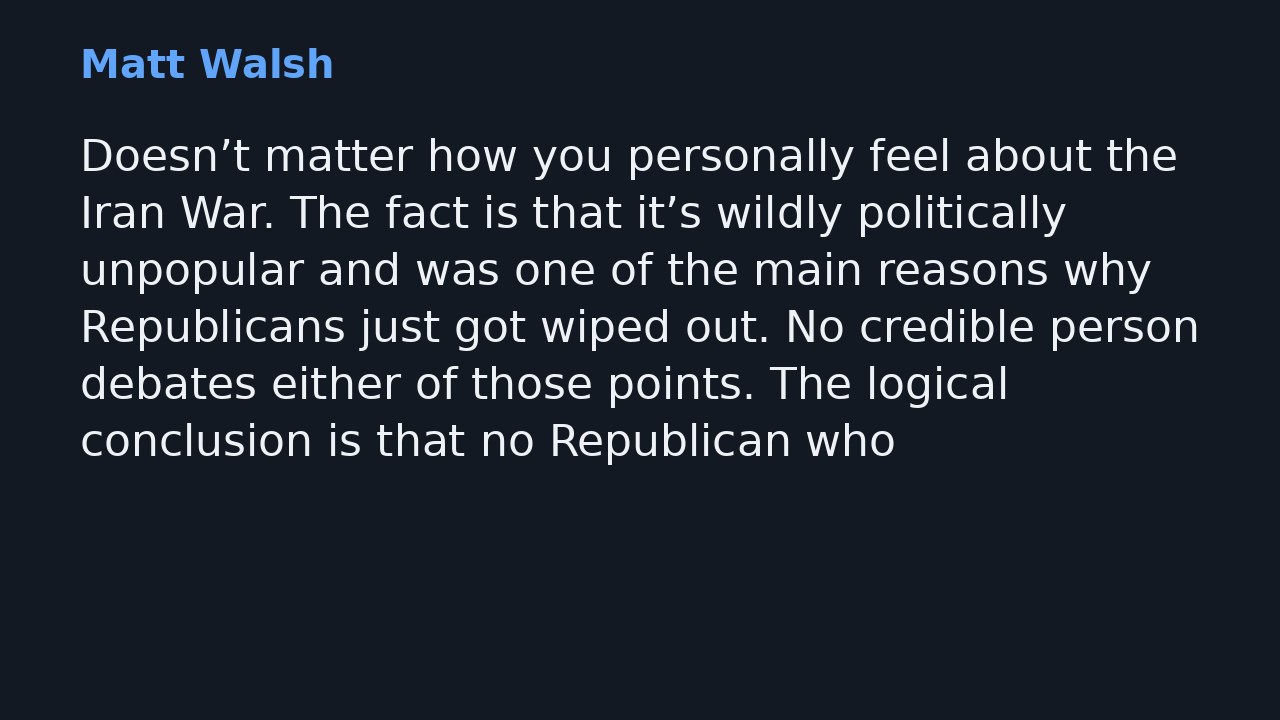 Matt Walsh
Doesn’t matter how you personally feel about the
Iran War. The fact is that it’s wildly politically
unpopular and was one of the main reasons why
Republicans just got wiped out. No credible person
debates either of those points. The logical
conclusion is that no Republican who